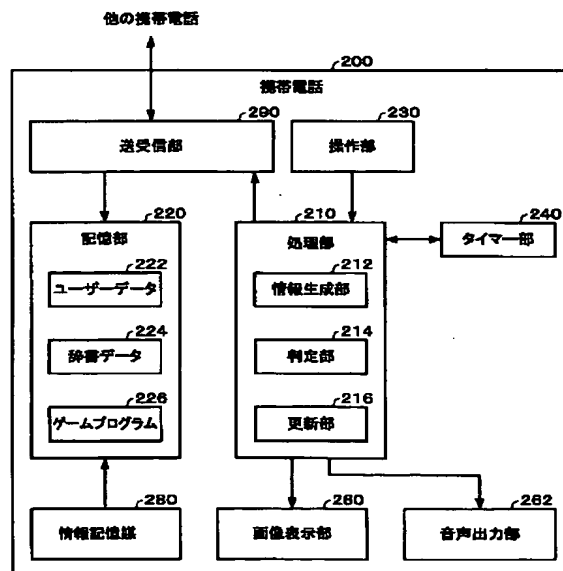 他の携帯電話
200
携帯電話
290
送受信部
230
操作部
220
記憶部
210
処理部
240
タイマー部
222
ユーザーデータ
212
情報生成部
224
辞書データ
214
判定部
226
ゲームプログラム
216
更新部
280
情報記憶媒
260
画像表示部
262
音声出力部